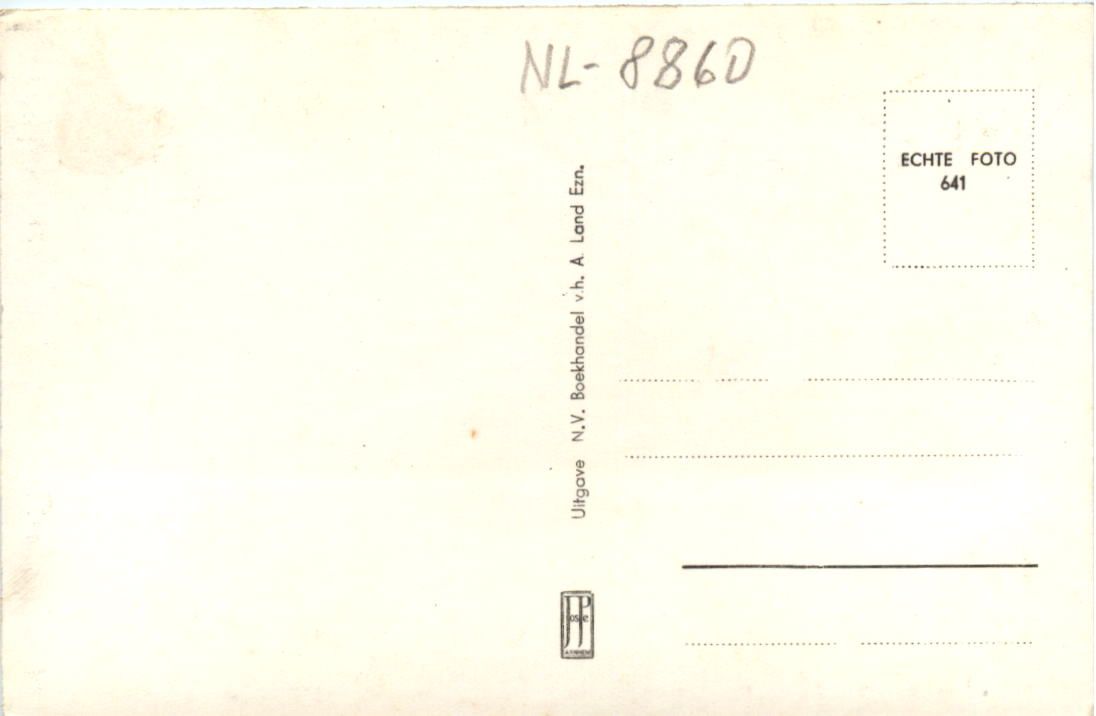 NL-8860
ECHTE FOTO
641
Uitgave N.V. Boekhandel v.h. A. Land Ezn.